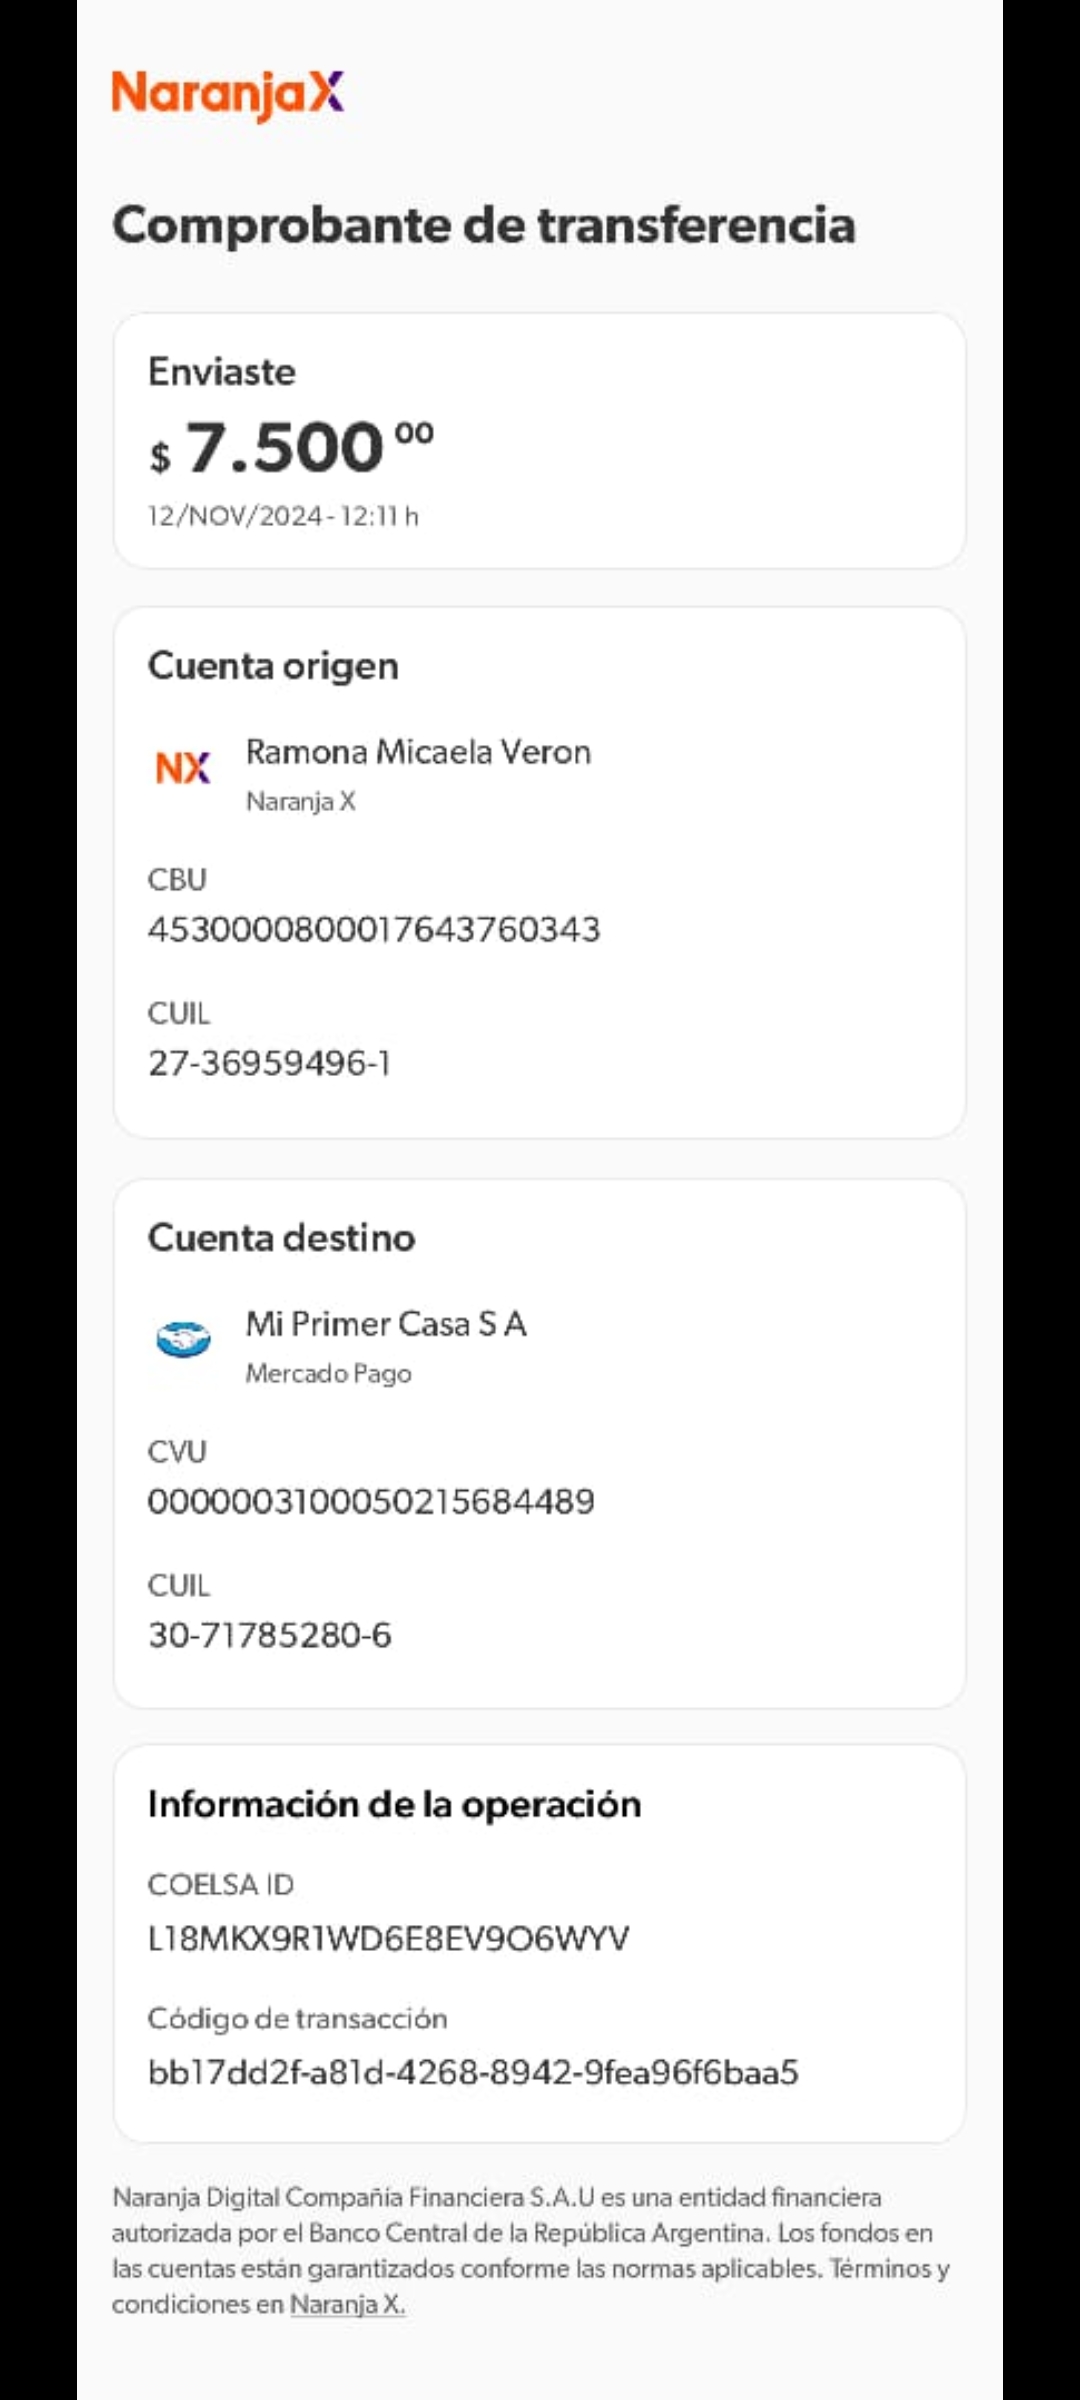 NaranjaX
Comprobante de transferencia
Enviaste
$ 7.500 00
12/NOV/2024 - 12:11 h
Cuenta origen
NX
Ramona Micaela Veron
Naranja X
CBU
4530000800017643760343
CUIL
27-36959496-1
Cuenta destino
Mi Primer Casa S A
Mercado Pago
CVU
0000003100050215684489
CUIL
30-71785280-6
Información de la operación
COELSA ID
L18MKX9R1WD6E8EV9O6WYV
Código de transacción
bb17dd2f-a81d-4268-8942-9fea96f6baa5
Naranja Digital Compañía Financiera S.A.U es una entidad financiera
autorizada por el Banco Central de la República Argentina. Los fondos en
las cuentas están garantizados conforme las normas aplicables. Términos y
condiciones en Naranja X.